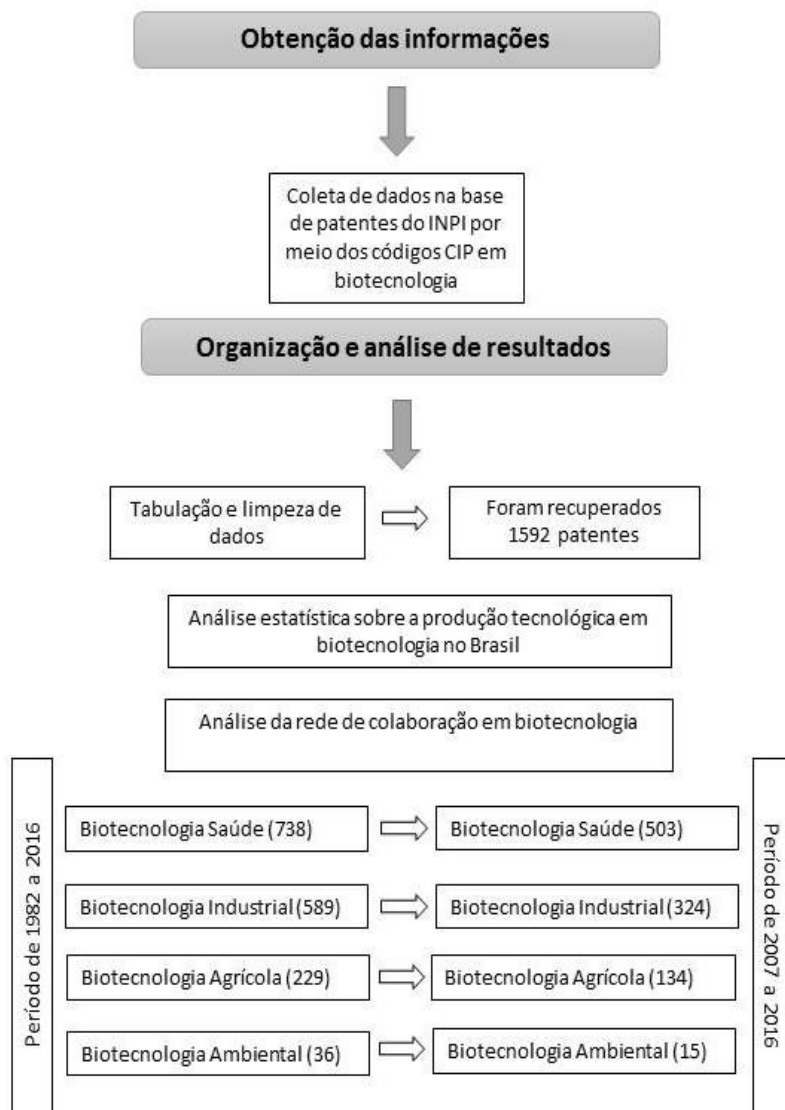 Obtenção das informações
Coleta de dados na base
de patentes do INPI por
meio dos códigos CIP em
biotecnologia
Organização e análise de resultados
Tabulação e limpeza de
dados
Foram recuperados
1592 patentes
Análise estatística sobre a produção tecnológica em
biotecnologia no Brasil
Análise da rede de colaboração em biotecnologia
Período de 1982 a 2016
Biotecnologia Saúde (738)
Biotecnologia Saúde (503)
Biotecnologia Industrial (589)
Biotecnologia Industrial (324)
Biotecnologia Agrícola (229)
Biotecnologia Agrícola (134)
Biotecnologia Ambiental (36)
Biotecnologia Ambiental (15)
Período de 2007 a
2016